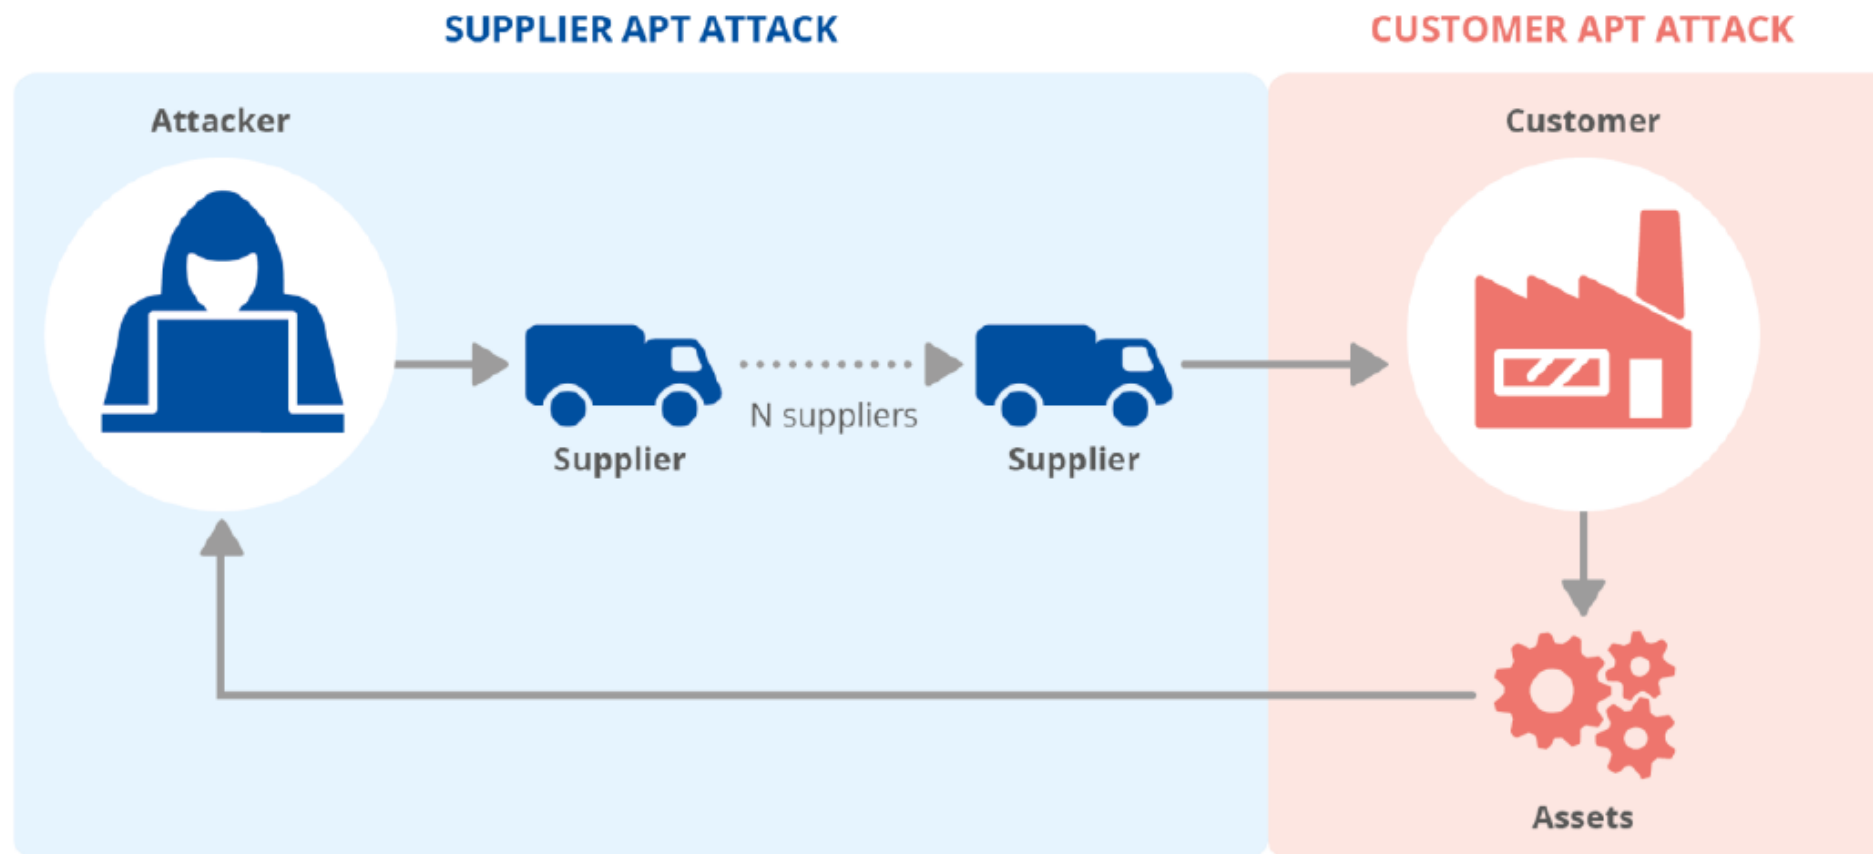 SUPPLIER APT ATTACK
CUSTOMER APT ATTACK
Attacker
Customer
N suppliers
Supplier
Supplier
Assets